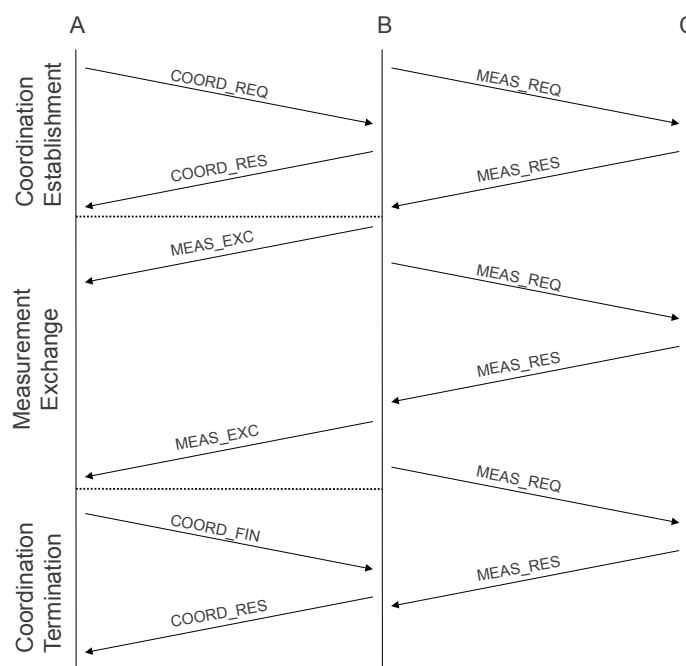 A
B
C
Coordination
Establishment
COORD_REQ
MEAS_REQ
COORD_RES
MEAS_RES
Measurement
Exchange
MEAS_EXC
MEAS_REQ
MEAS_RES
MEAS_EXC
MEAS_REQ
Coordination
Termination
COORD_FIN
MEAS_RES
COORD_RES